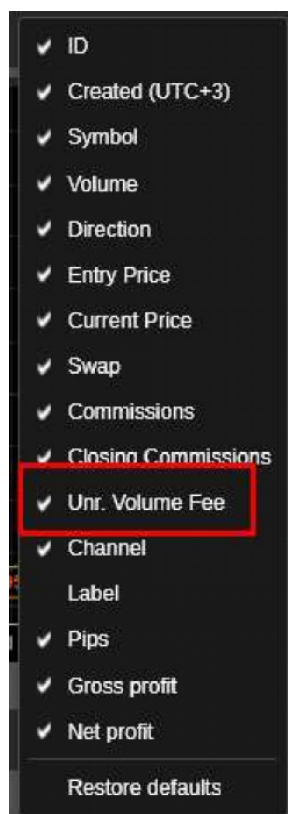 ID
Created (UTC+3)
Symbol
Volume
Direction
Entry Price
Current Price
Swap
Commissions
Closing Commissions
Unr. Volume Fee
Channel
Label
Pips
Gross profit
Net profit
Restore defaults